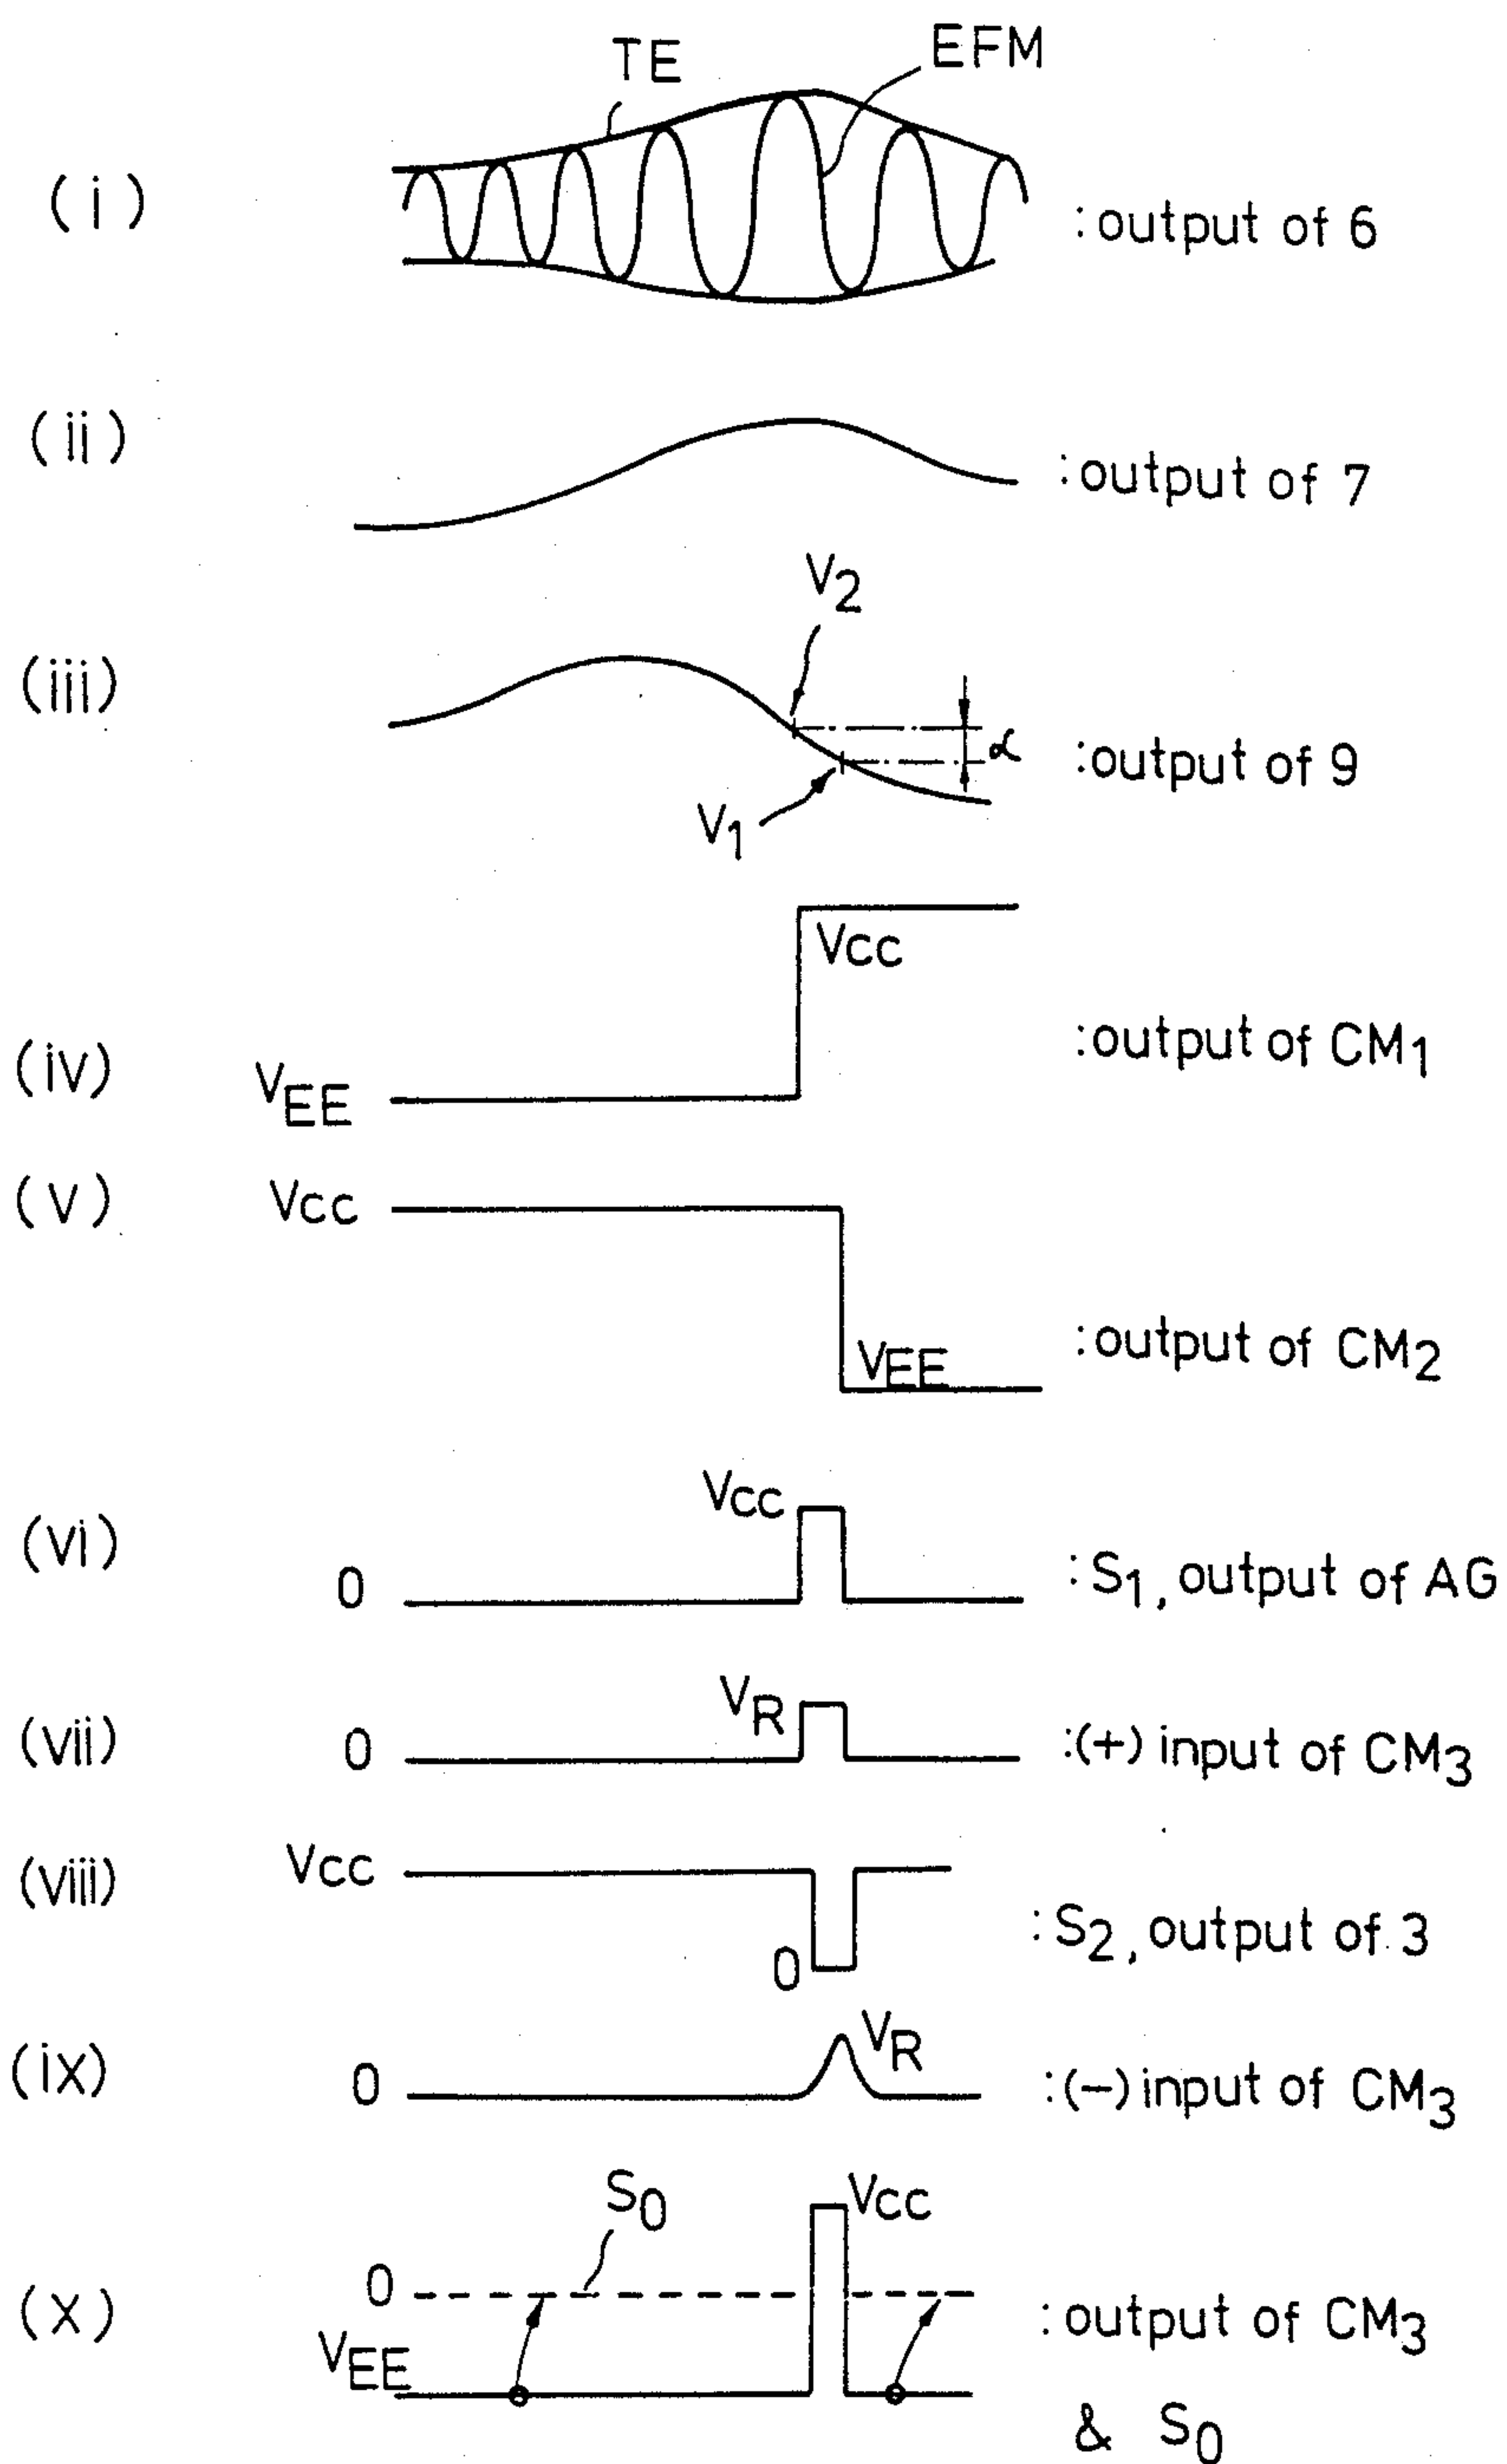 TE
EFM
(i)
:output of 6
(ii)
:output of 7
V2
(iii)
α
:output of 9
V1
VCC
:output of CM1
(iv)
VEE
(v)
VCC
VEE
:output of CM2
VCC
(vi)
0
:S1, output of AG
VR
(vii)
0
:(+) input of CM3
(viii)
VCC
0
:S2, output of 3
VR
(ix)
0
:(-) input of CM3
S0
VCC
0
(x)
VEE
:output of CM3
& S0